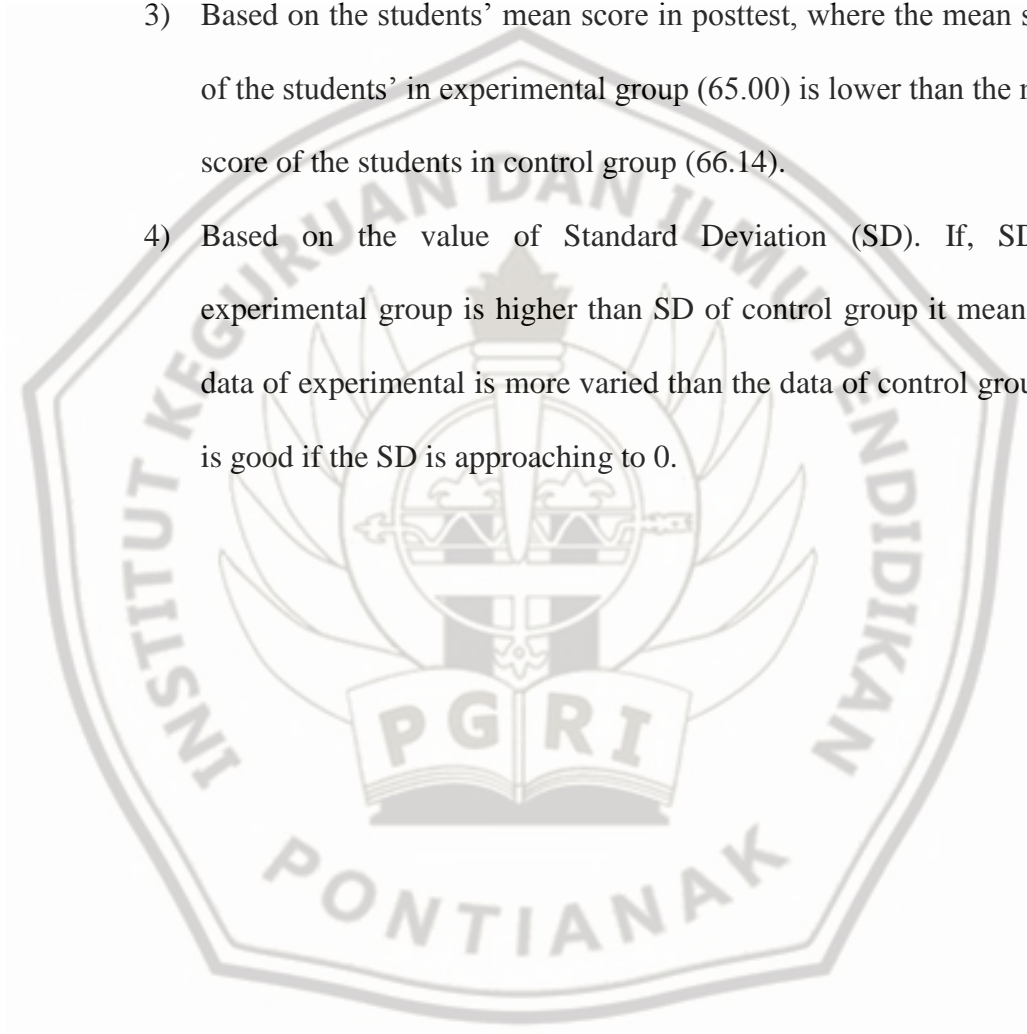 3) Based on the students’ mean score in posttest, where the mean
of the students’ in experimental group (65.00) is lower than the
score of the students in control group (66.14).
4) Based on the value of Standard Deviation (SD). If,
experimental group is higher than SD of control group it
data of experimental is more varied than the data of control
is good if the SD is approaching to 0.
INSTITUT KEGURUAN DAN ILMU PENDIDIKAN
PGRI
PONTIANAK